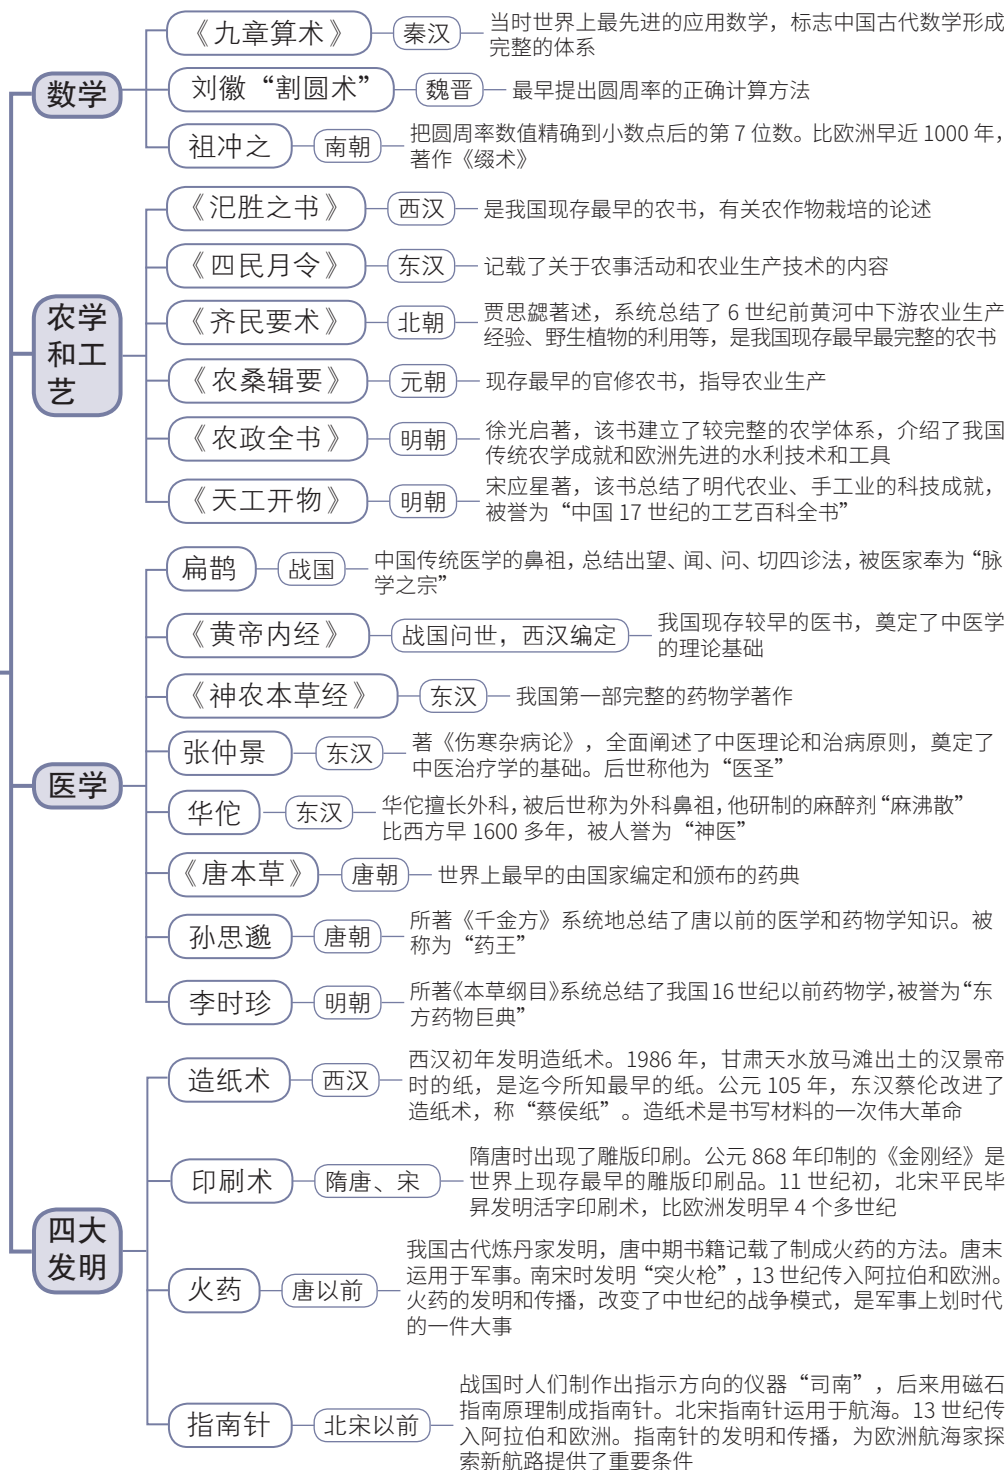 数学
《九章算术》
秦汉
当时世界上最先进的应用数学，标志中国古代数学形成
完整的体系
刘徽“割圆术”
魏晋
最早提出圆周率的正确计算方法
祖冲之
南朝
把圆周率数值精确到小数点后的第 7 位数。比欧洲早近 1000 年，
著作《缀术》
农学
和工
艺
《汜胜之书》
西汉
是我国现存最早的农书，有关农作物栽培的论述
《四民月令》
东汉
记载了关于农事活动和农业生产技术的内容
《齐民要术》
北朝
贾思勰著述，系统总结了 6 世纪前黄河中下游农业生产
经验、野生植物的利用等，是我国现存最早最完整的农书
《农桑辑要》
元朝
现存最早的官修农书，指导农业生产
《农政全书》
明朝
徐光启著，该书建立了较完整的农学体系，介绍了我国
传统农学成就和欧洲先进的水利技术和工具
《天工开物》
明朝
宋应星著，该书总结了明代农业、手工业的科技成就，
被誉为“中国 17 世纪的工艺百科全书”
医学
扁鹊
战国
中国传统医学的鼻祖，总结出望、闻、问、切四诊法，被医家奉为“脉
学之宗”
《黄帝内经》
战国问世，西汉编定
我国现存较早的医书，奠定了中医学
的理论基础
《神农本草经》
东汉
我国第一部完整的药物学著作
张仲景
东汉
著《伤寒杂病论》，全面阐述了中医理论和治病原则，奠定了
中医治疗学的基础。后世称他为“医圣”
华佗
东汉
华佗擅长外科，被后世称为外科鼻祖，他研制的麻醉剂“麻沸散”
比西方早 1600 多年，被人誉为“神医”
《唐本草》
唐朝
世界上最早的由国家编定和颁布的药典
孙思邈
唐朝
所著《千金方》系统地总结了唐以前的医学和药物学知识。被
称为“药王”
李时珍
明朝
所著《本草纲目》系统总结了我国 16 世纪以前药物学，被誉为“东
方药物巨典”
四大
发明
造纸术
西汉
西汉初年发明造纸术。1986 年，甘肃天水放马滩出土的汉景帝
时的纸，是迄今所知最早的纸。公元 105 年，东汉蔡伦改进了
造纸术，称“蔡侯纸”。造纸术是书写材料的一次伟大革命
印刷术
隋唐、宋
隋唐时出现了雕版印刷。公元 868 年印制的《金刚经》是
世界上现存最早的雕版印刷品。11 世纪初，北宋平民毕
昇发明活字印刷术，比欧洲发明早 4 个多世纪
火药
唐以前
我国古代炼丹家发明，唐中期书籍记载了制成火药的方法。唐末
运用于军事。南宋时发明“突火枪”，13 世纪传入阿拉伯和欧洲。
火药的发明和传播，改变了中世纪的战争模式，是军事上划时代
的一件大事
指南针
北宋以前
战国时人们制作出指示方向的仪器“司南”，后来用磁石
指南原理制成指南针。北宋指南针运用于航海。13 世纪传
入阿拉伯和欧洲。指南针的发明和传播，为欧洲航海家探
索新航路提供了重要条件